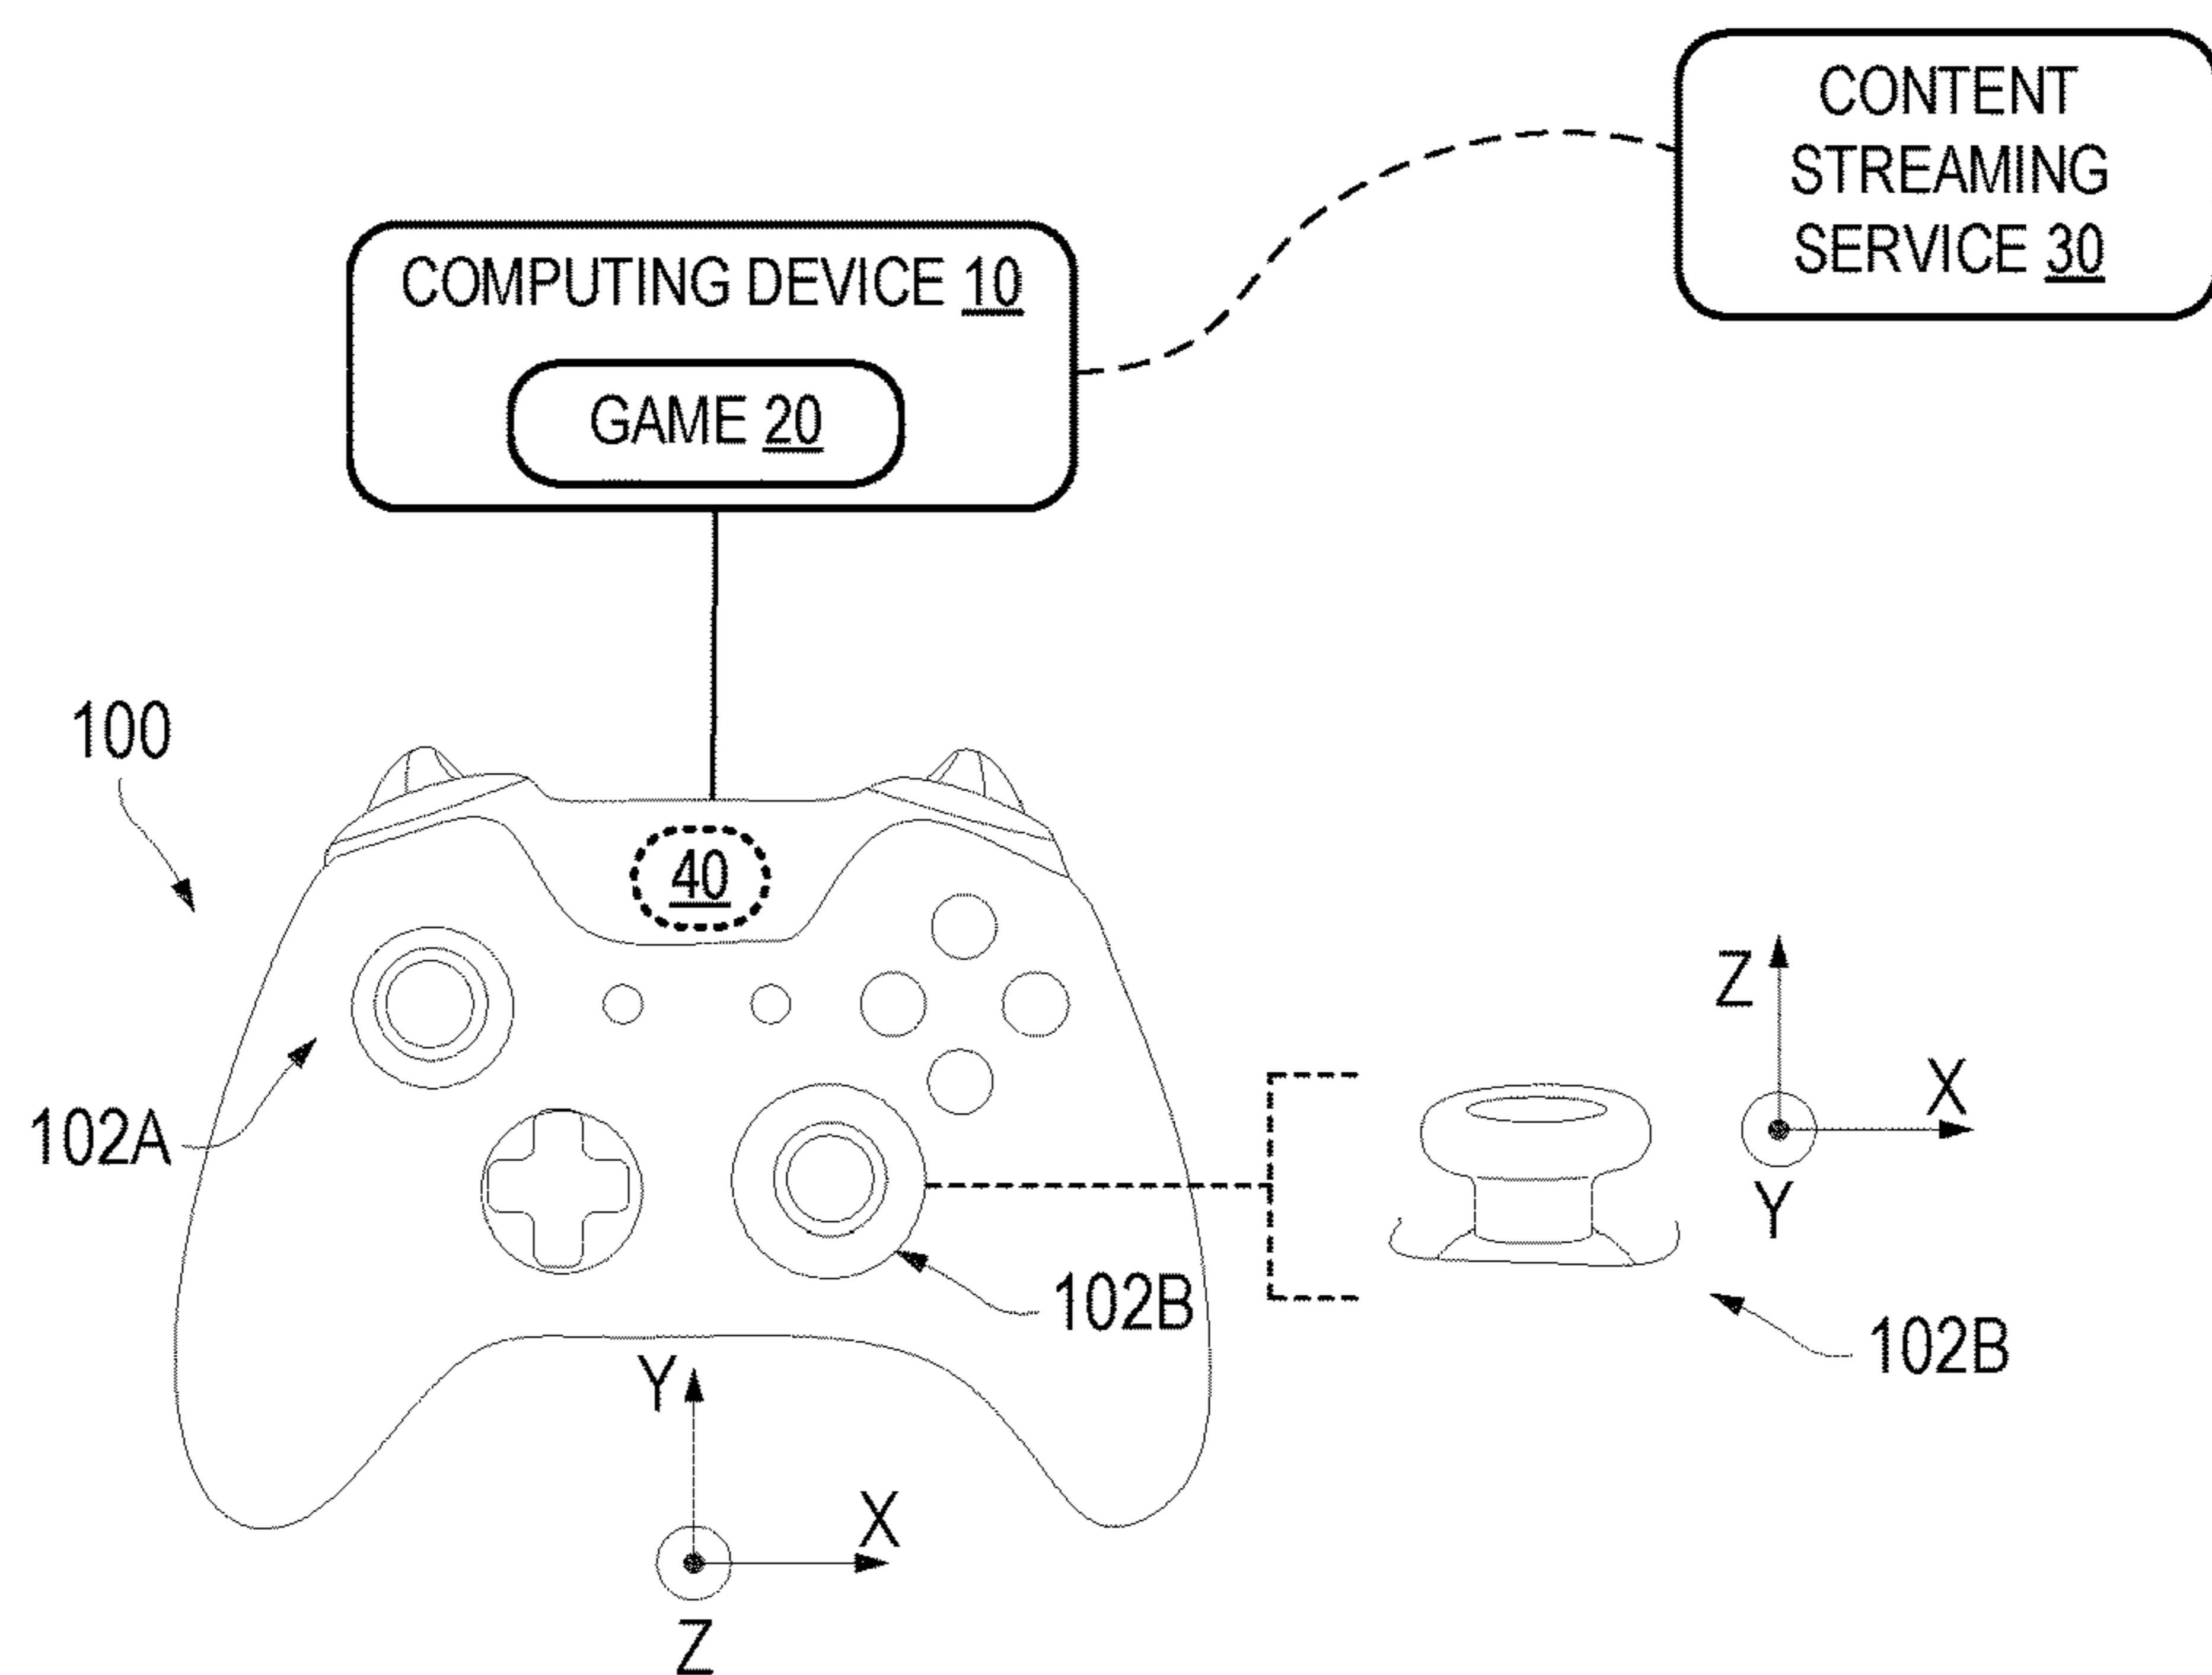 CONTENT
STREAMING
SERVICE 30
COMPUTING DEVICE 10
GAME 20
100
40
102A
102B
Z
X
Y
102B
Y
X
Z